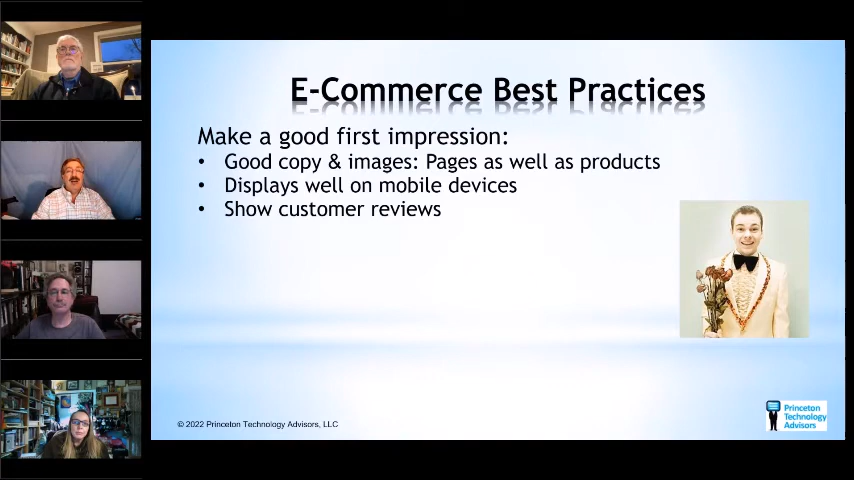 E-Commerce Best Practices
Make a good first impression:
• Good copy & images: Pages as well as products
• Displays well on mobile devices
• Show customer reviews
© 2022 Princeton Technology Advisors, LLC
Princeton
Technology
Advisors